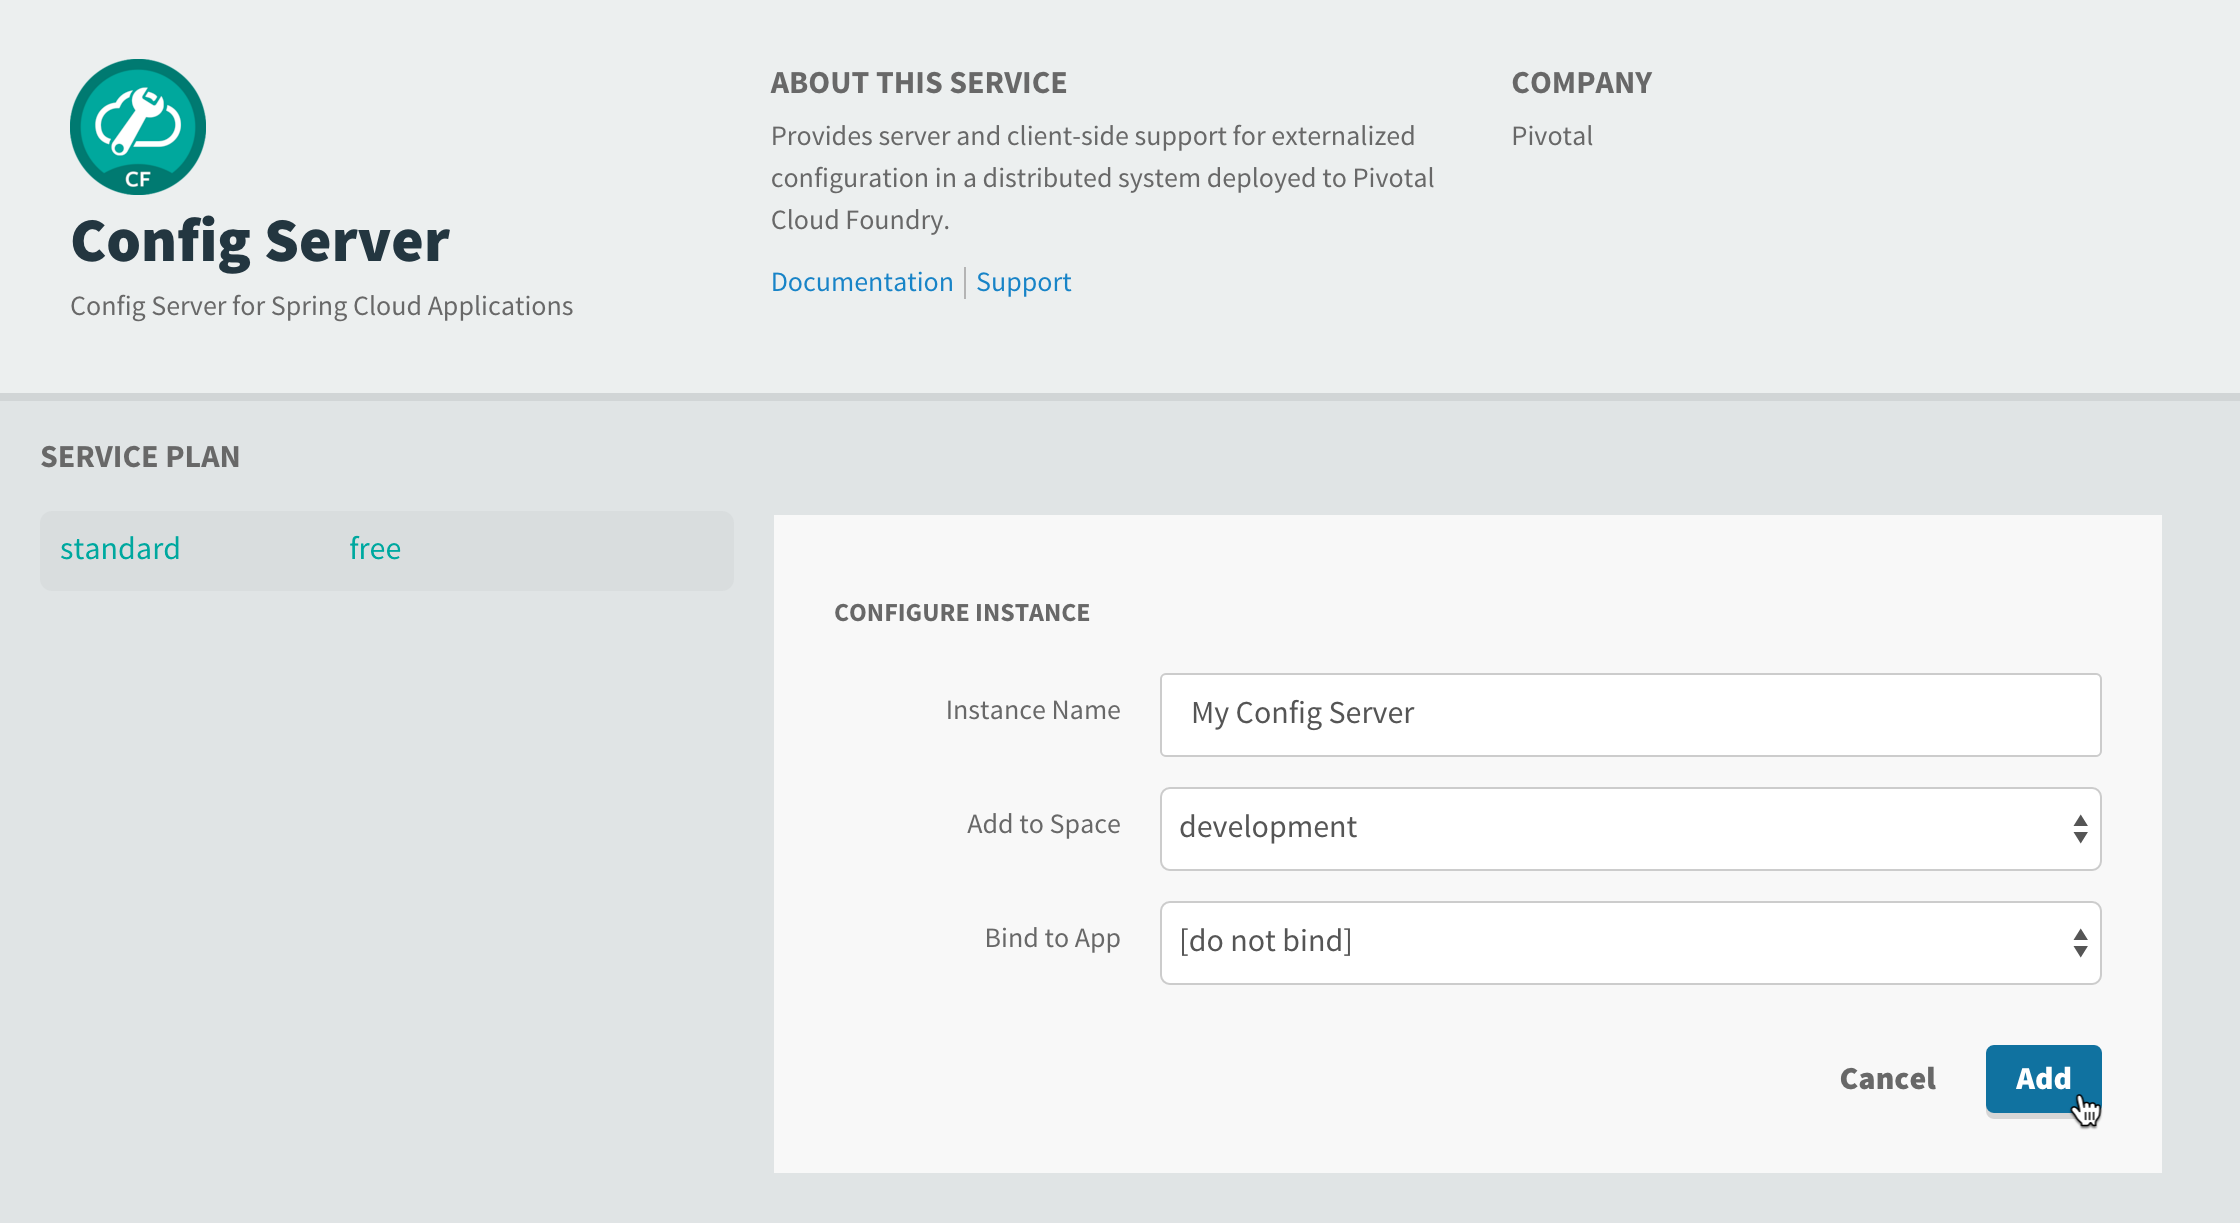 CF
Config Server
Config Server for Spring Cloud Applications
ABOUT THIS SERVICE
Provides server and client-side support for externalized
configuration in a distributed system deployed to Pivotal
Cloud Foundry.
Documentation | Support
COMPANY
Pivotal
SERVICE PLAN
standard free
CONFIGURE INSTANCE
Instance Name My Config Server
Add to Space development
Bind to App [do not bind]
Cancel Add